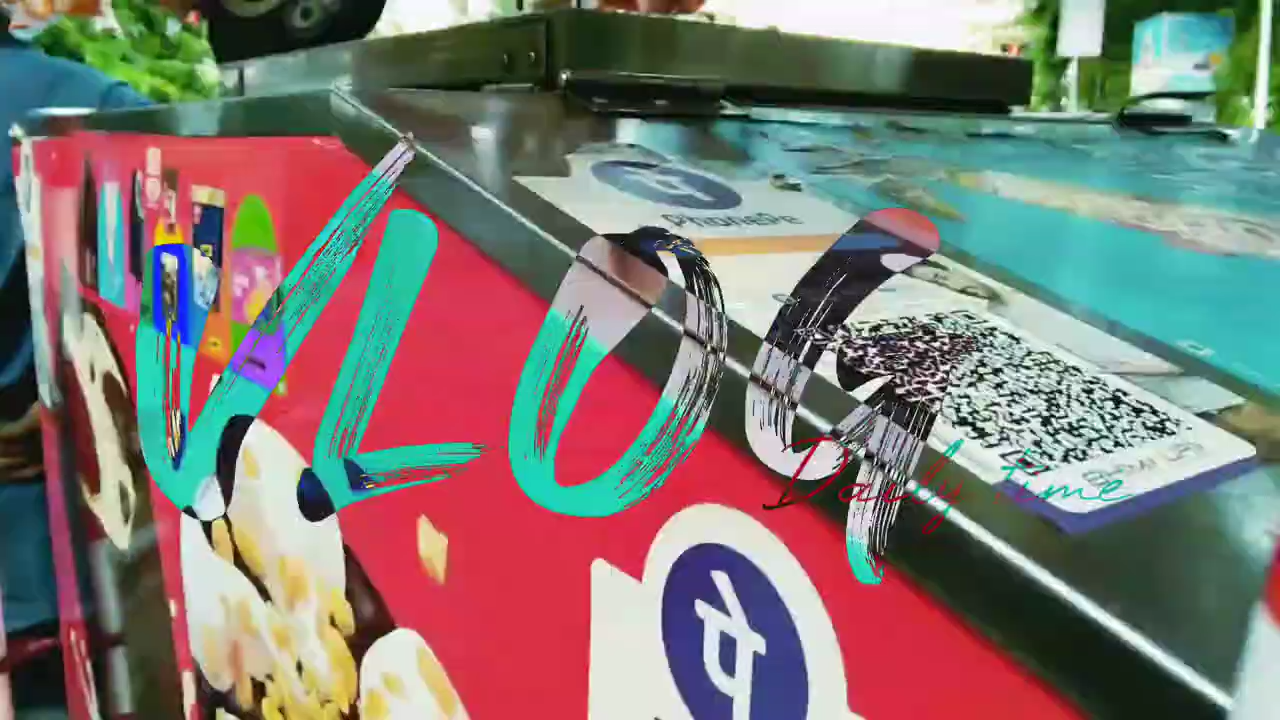 PhonePe
पे
VLOG
Daily time
पे